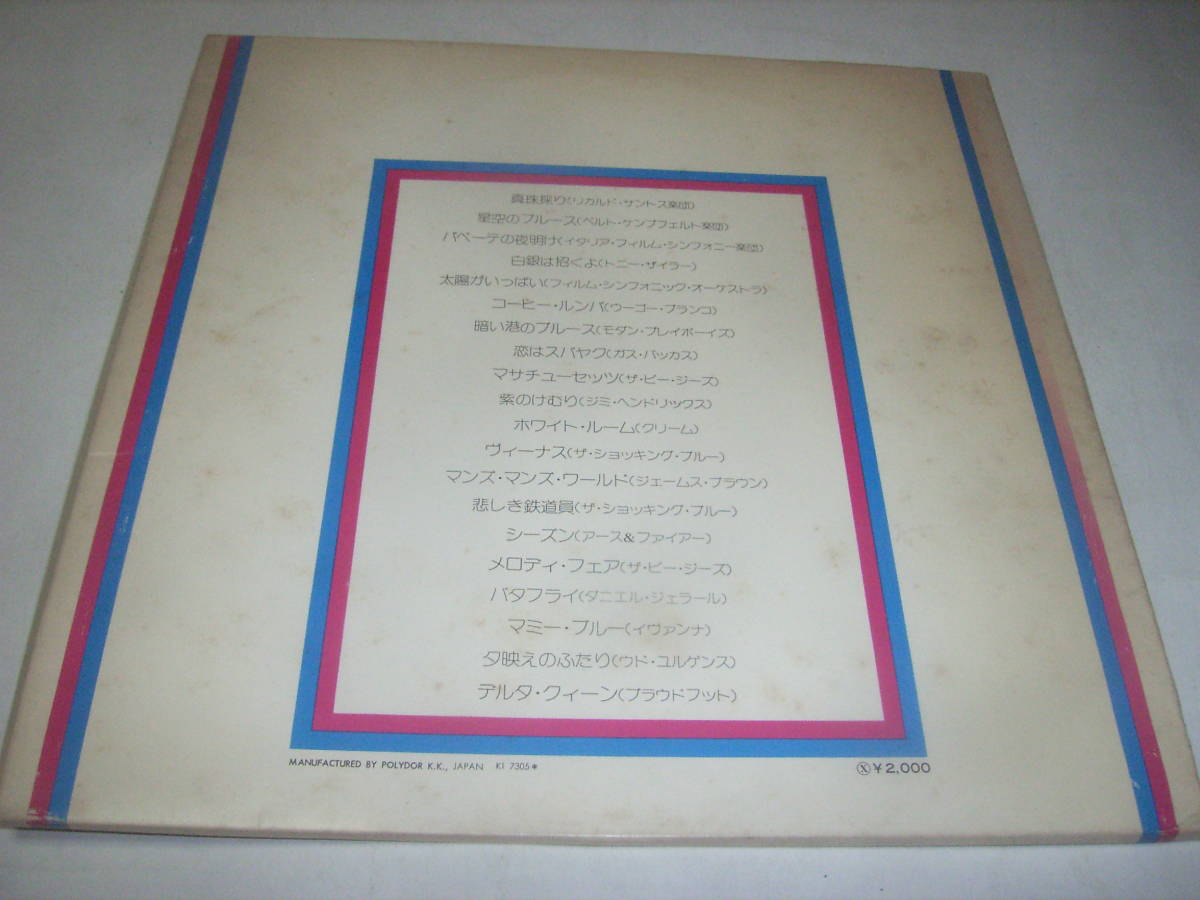 真珠採り(リカルド・サントス楽団)
星空のブルース(ベルト・ケンプフェルト楽団)
パペーテの夜明け(イタリア・フィルム・シンフォニー楽団)
白銀は招くよ(トニー・ザイラー)
太陽がいっぱい(フィルム・シンフォニック・オーケストラ)
コーヒー・ルンバ(ウーゴー・ブランコ)
暗い港のブルース(モダン・プレイボーイズ)
恋はスバヤク(ガス・バッカス)
マサチューセッツ(ザ・ビー・ジーズ)
紫のけむり(ジミ・ヘンドリックス)
ホワイト・ルーム(クリーム)
ヴィーナス(ザ・ショッキング・ブルー)
マンズ・マンズ・ワールド(ジェームス・ブラウン)
悲しき鉄道員(ザ・ショッキング・ブルー)
シーズン(アース&ファイアー)
メロディ・フェア(ザ・ビー・ジーズ)
バタフライ(ダニエル・ジェラール)
マミー・ブルー(イヴァンナ)
夕映えのふたり(ウド・ユルゲンス)
デルタ・クィーン(プラウドフット)
MANUFACTURED BY POLYDOR K.K., JAPAN KI 7305*
Ⓧ¥2,000